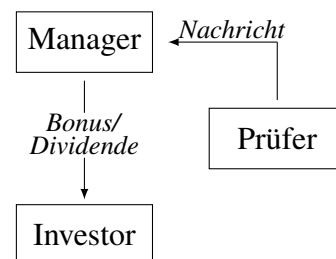 Manager
Nachricht
Bonus/
Dividende
Prüfer
Investor